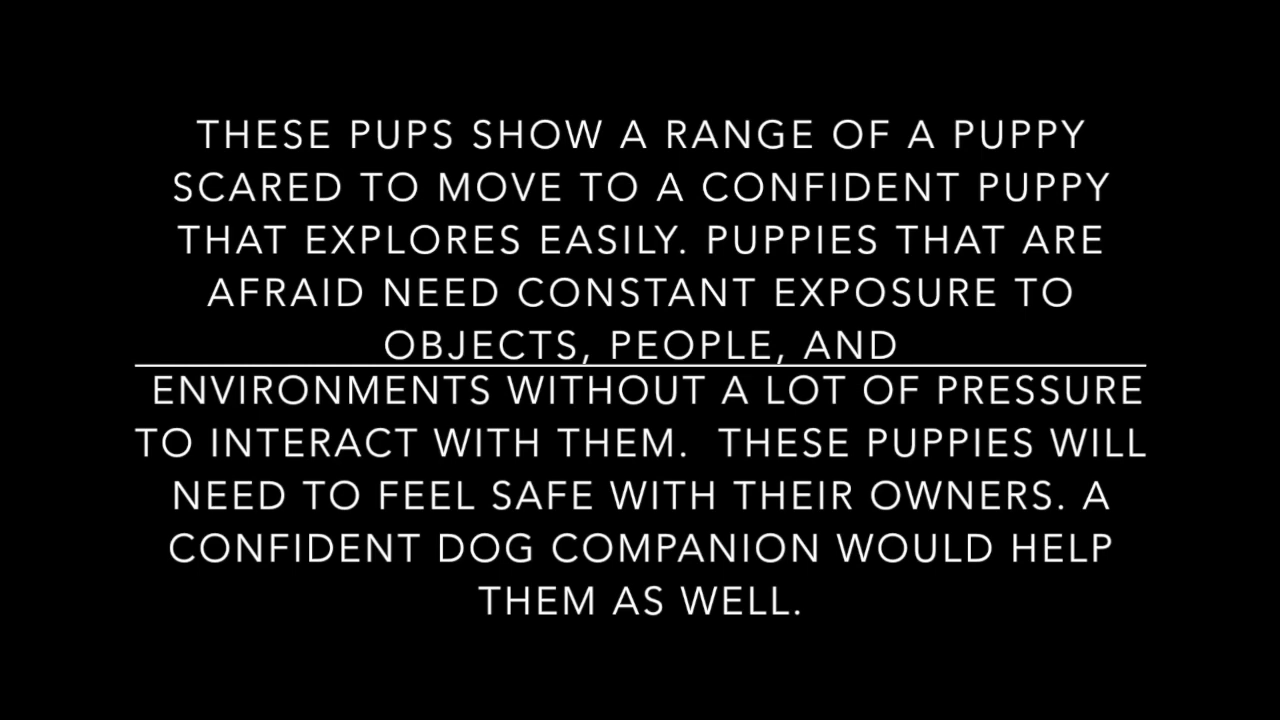 THESE PUPS SHOW A RANGE OF A PUPPY
SCARED TO MOVE TO A CONFIDENT PUPPY
THAT EXPLORES EASILY. PUPPIES THAT ARE
AFRAID NEED CONSTANT EXPOSURE TO
OBJECTS, PEOPLE, AND
ENVIRONMENTS WITHOUT A LOT OF PRESSURE
TO INTERACT WITH THEM.  THESE PUPPIES WILL
NEED TO FEEL SAFE WITH THEIR OWNERS. A
CONFIDENT DOG COMPANION WOULD HELP
THEM AS WELL.